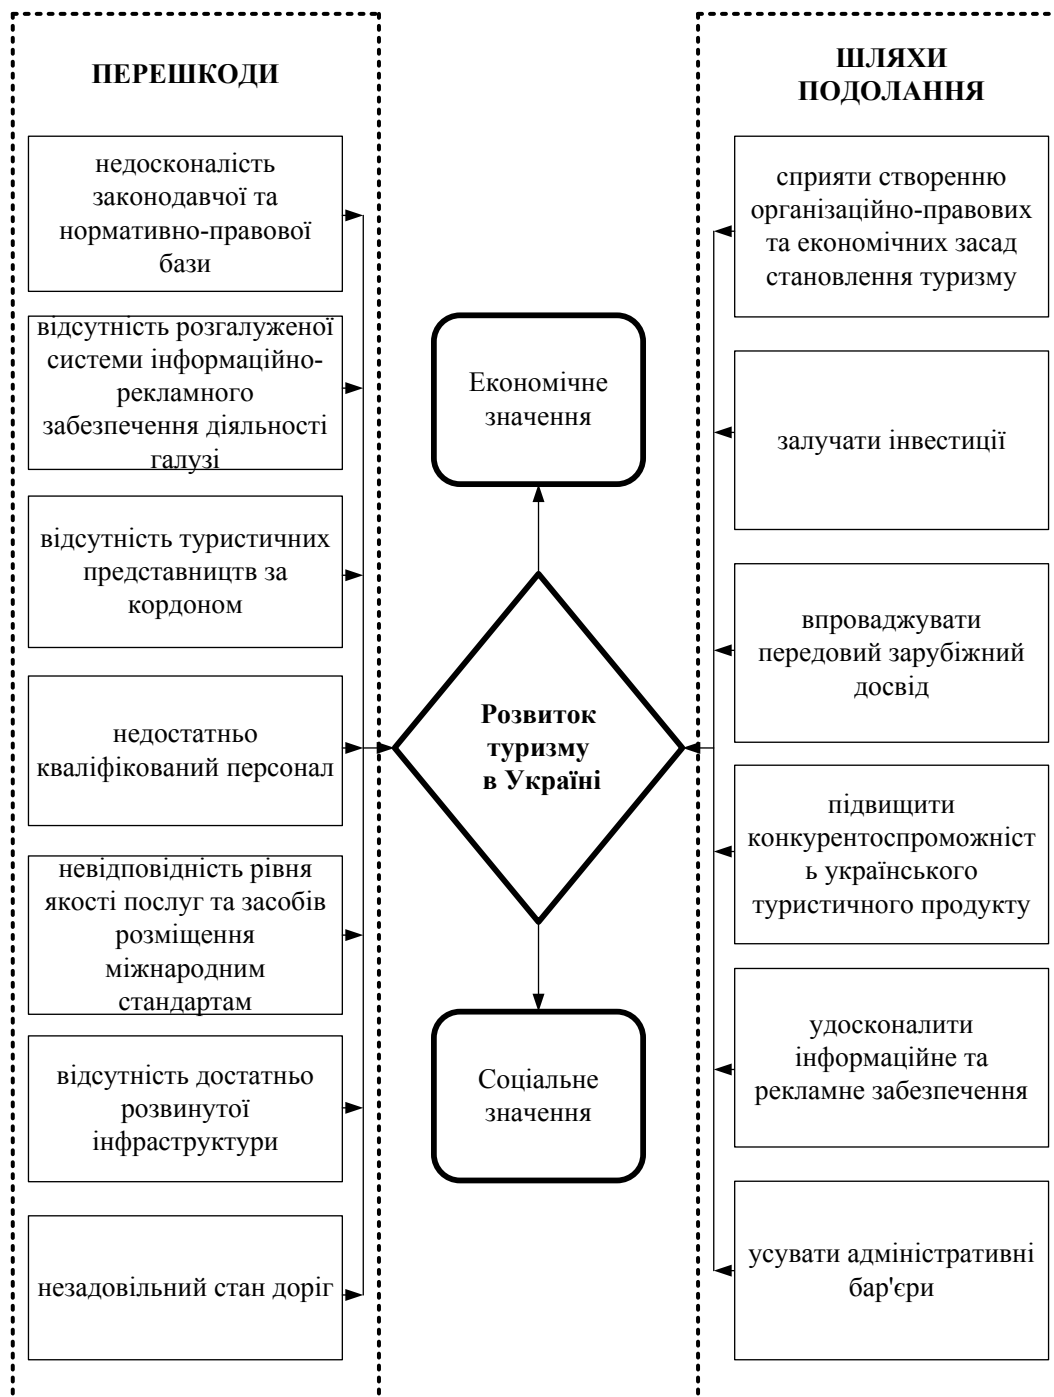 ПЕРЕШКОДИ
недосконалість
законодавчої та
нормативно-правової
бази
відсутність розгалуженої
системи інформаційно-
рекламного
забезпечення діяльності
галузі
відсутність туристичних
представництв за
кордоном
недостатньо
кваліфікований персонал
невідповідність рівня
якості послуг та засобів
розміщення
міжнародним
стандартам
відсутність достатньо
розвинутої
інфраструктури
незадовільний стан доріг
Економічне
значення
Розвиток
туризму
в Україні
Соціальне
значення
ШЛЯХИ
ПОДОЛАННЯ
сприяти створенню
організаційно-правових
та економічних засад
становлення туризму
залучати інвестиції
впроваджувати
передовий зарубіжний
досвід
підвищити
конкурентоспроможніст
ь українського
туристичного продукту
удосконалити
інформаційне та
рекламне забезпечення
усувати адміністративні
бар'єри